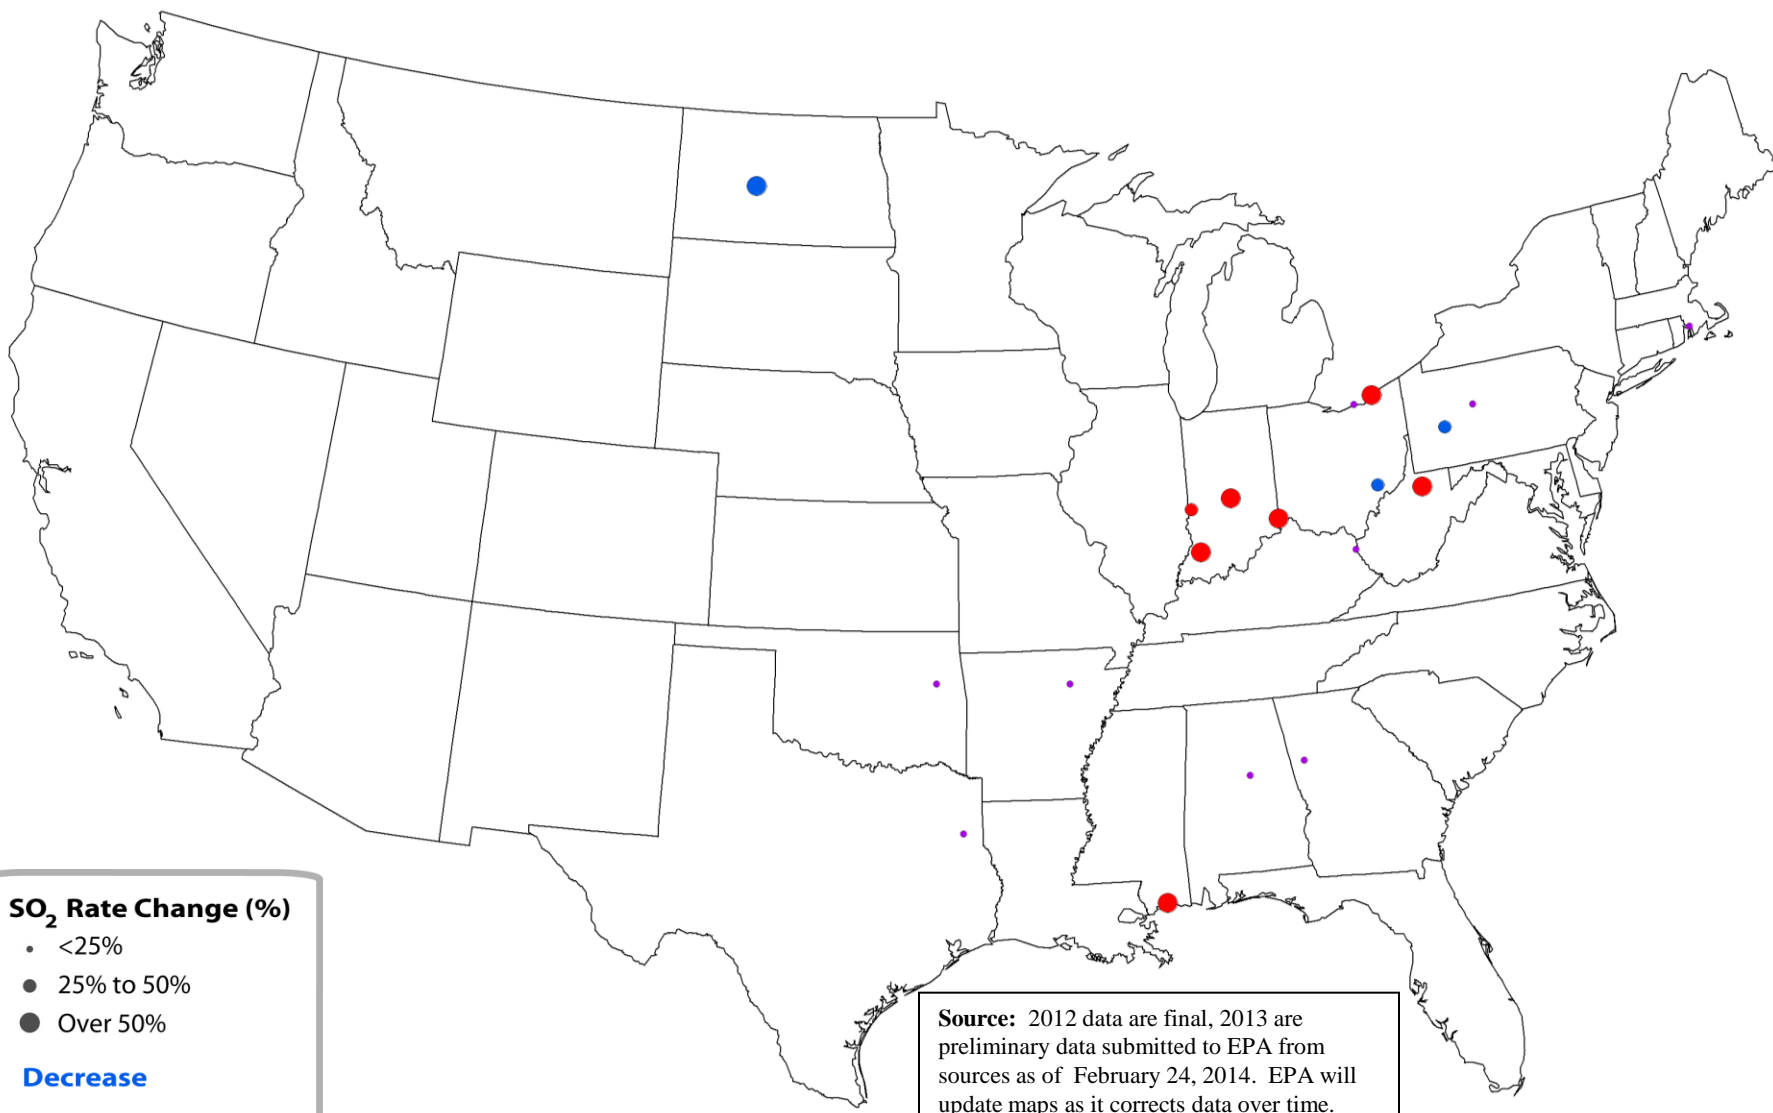 SO2 Rate Change (%)
<25%
25% to 50%
Over 50%
Decrease
Source: 2012 data are final, 2013 are
preliminary data submitted to EPA from
sources as of February 24, 2014. EPA will
update maps as it corrects data over time.